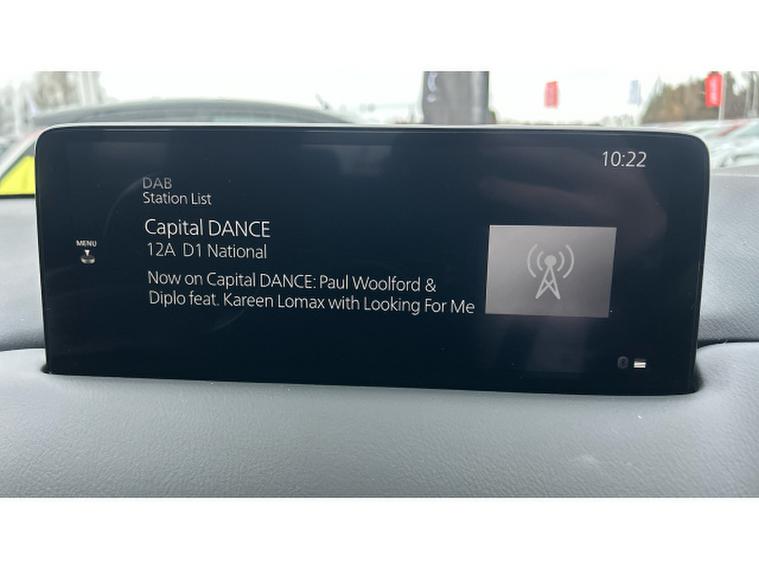 10:22
DAB
Station List
Capital DANCE
MENU
12A D1 National
Now on Capital DANCE: Paul Woolford &
Diplo feat. Kareen Lomax with Looking For Me